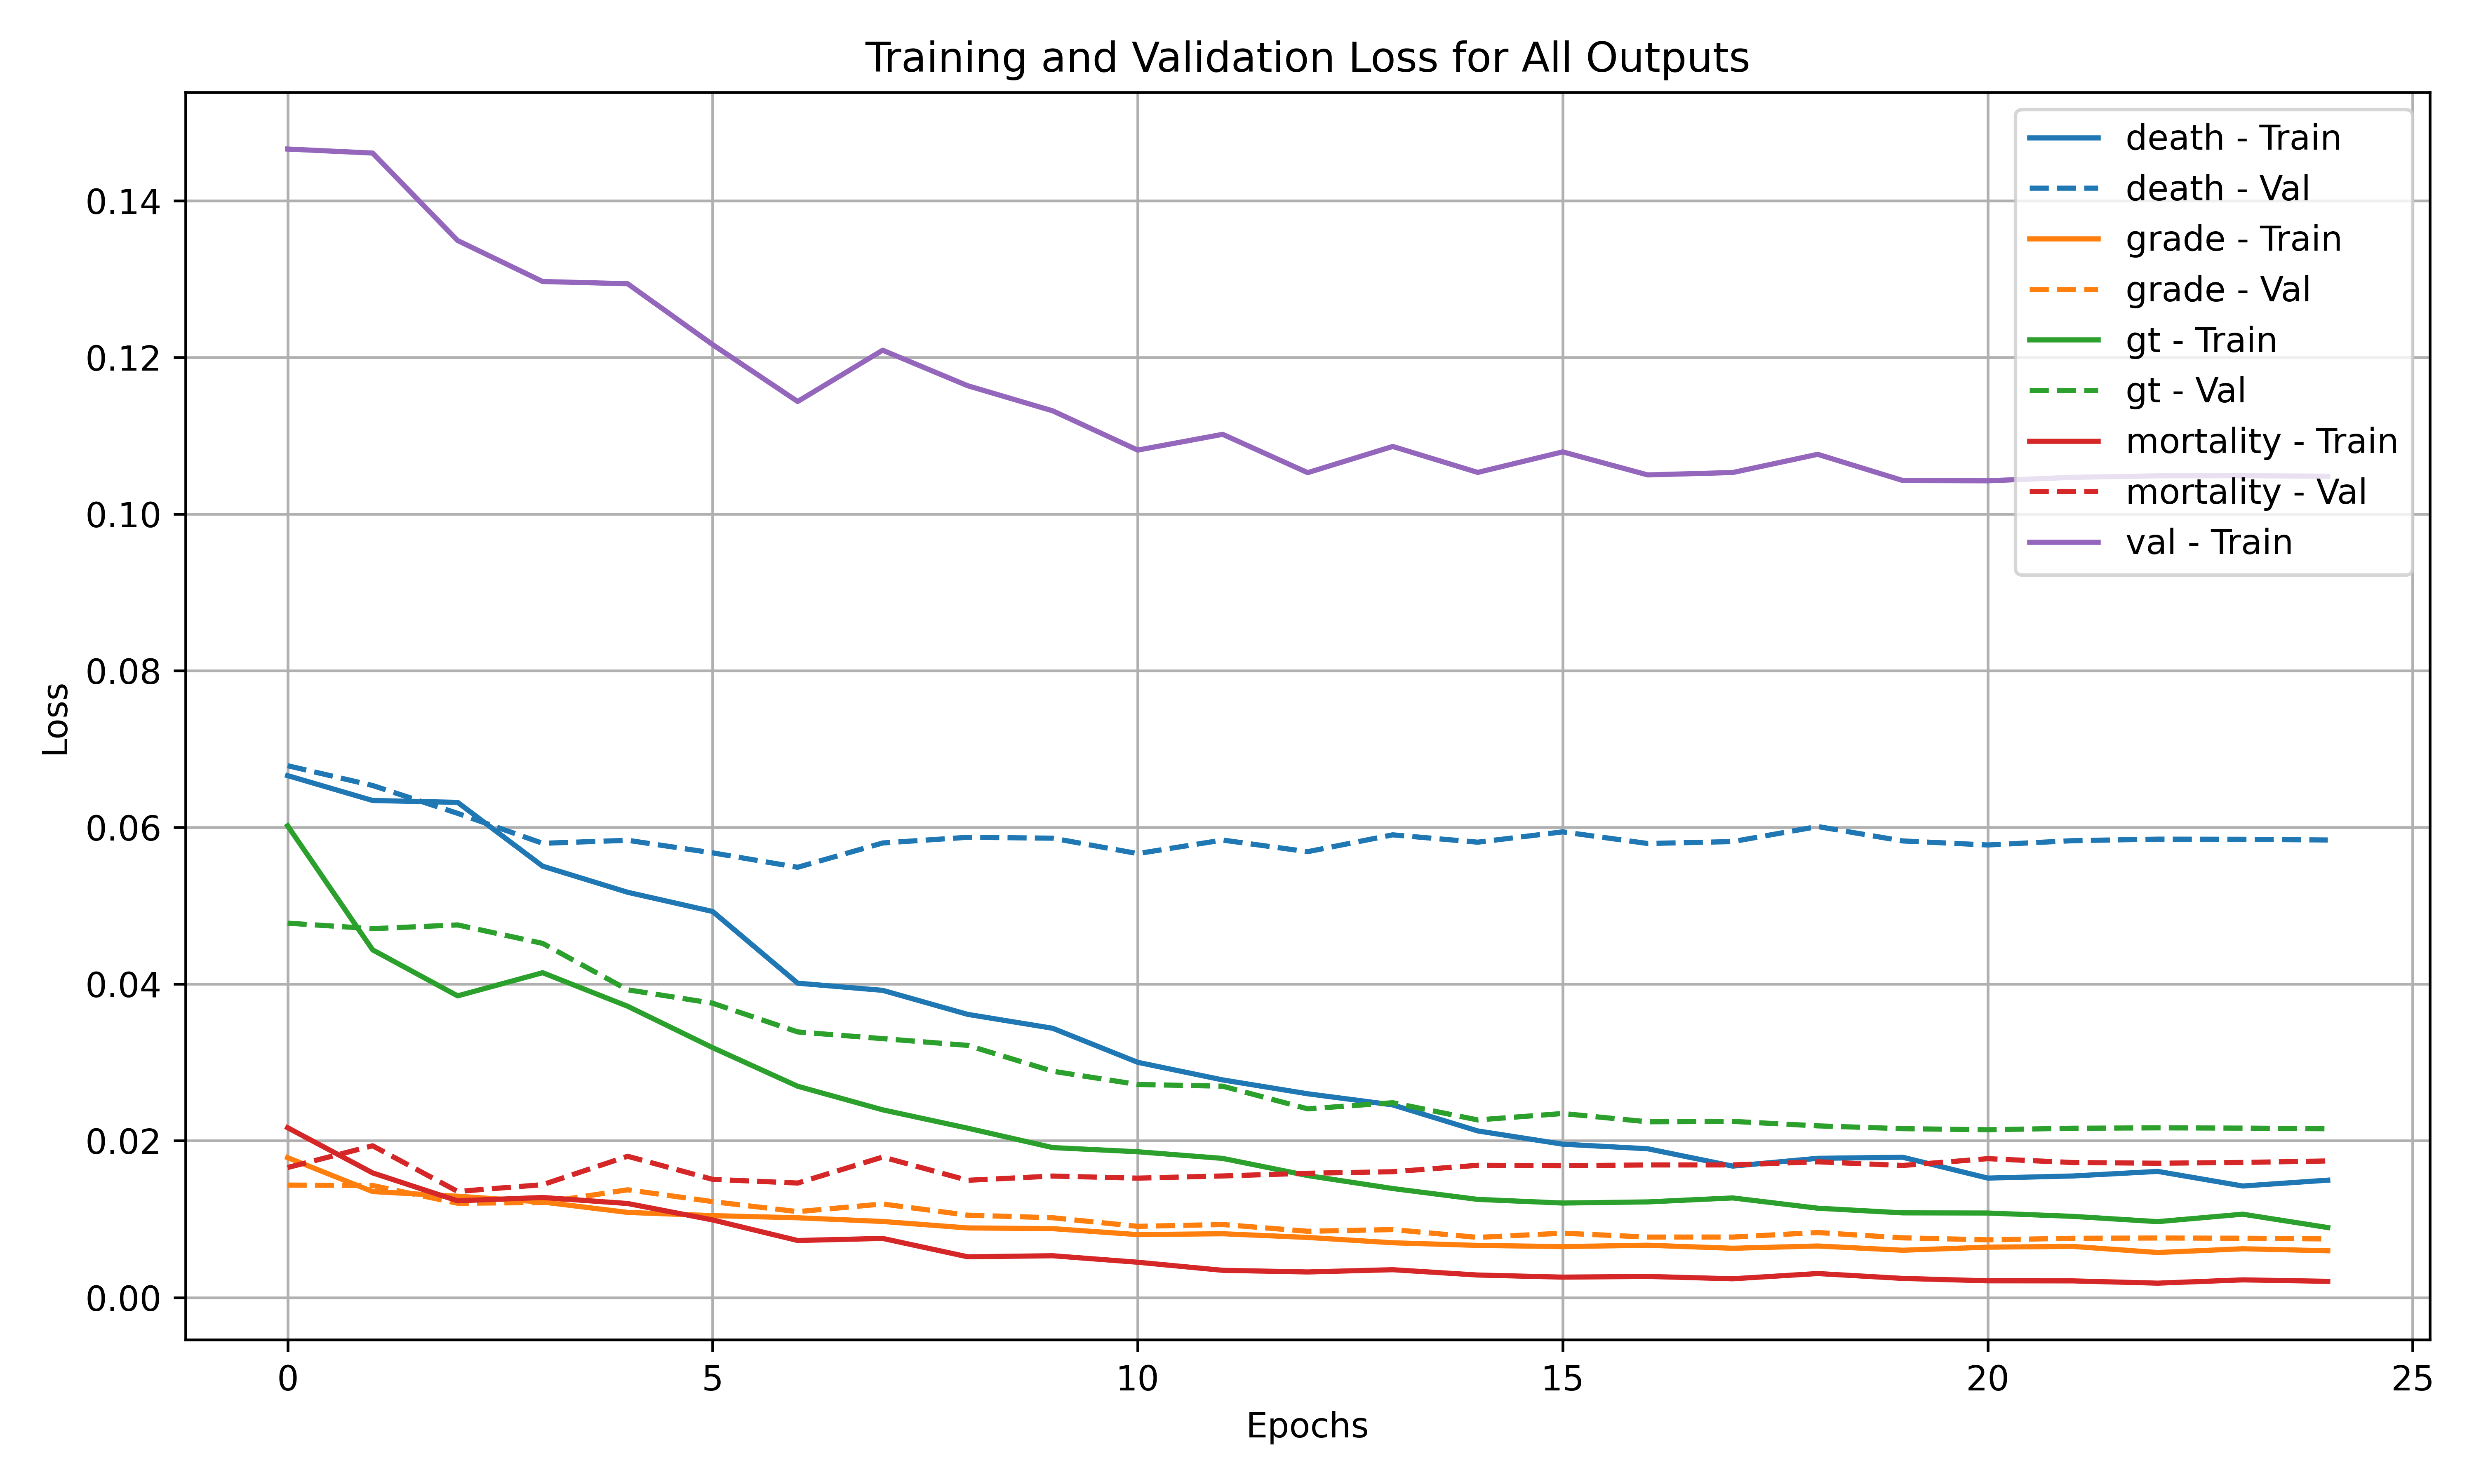 Training and Validation Loss for All Outputs
death - Train
death - Val
grade - Train
grade - Val
gt - Train
gt - Val
mortality - Train
mortality - Val
val - Train
Loss
0.14
0.12
0.10
0.08
0.06
0.04
0.02
0.00
0
5
10
15
20
25
Epochs